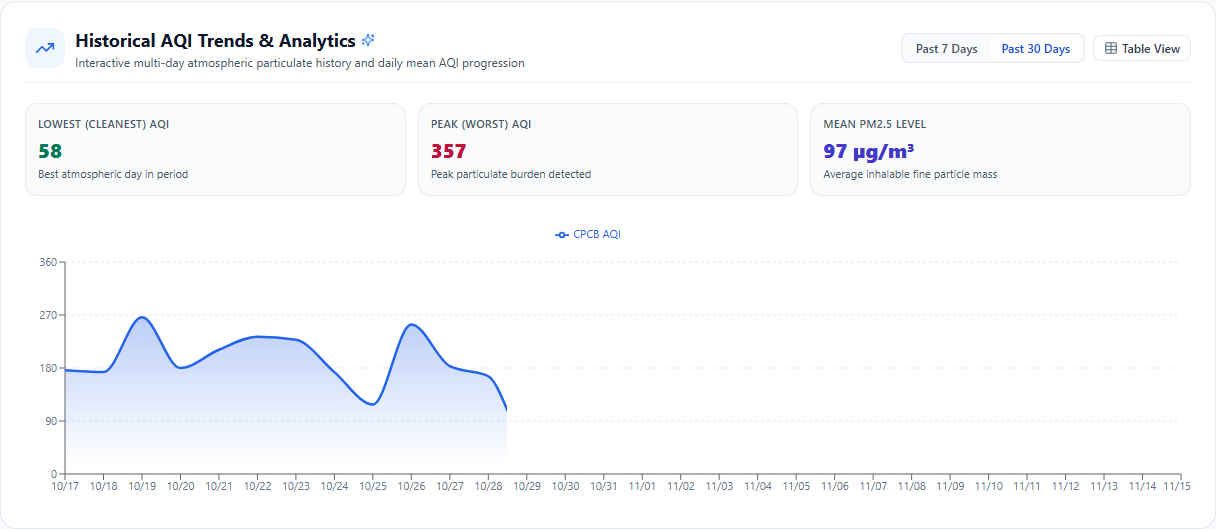 Historical AQI Trends & Analytics
Interactive multi-day atmospheric particulate history and daily mean AQI progression
Past 7 Days
Past 30 Days
Table View
LOWEST (CLEANEST) AQI
58
Best atmospheric day in period
PEAK (WORST) AQI
357
Peak particulate burden detected
MEAN PM2.5 LEVEL
97 µg/m³
Average inhalable fine particle mass
CPCB AQI
360
270
180
90
0
10/17 10/18 10/19 10/20 10/21 10/22 10/23 10/24 10/25 10/26 10/27 10/28 10/29 10/30 10/31 11/01 11/02 11/03 11/04 11/05 11/06 11/07 11/08 11/09 11/10 11/11 11/12 11/13 11/14 11/15